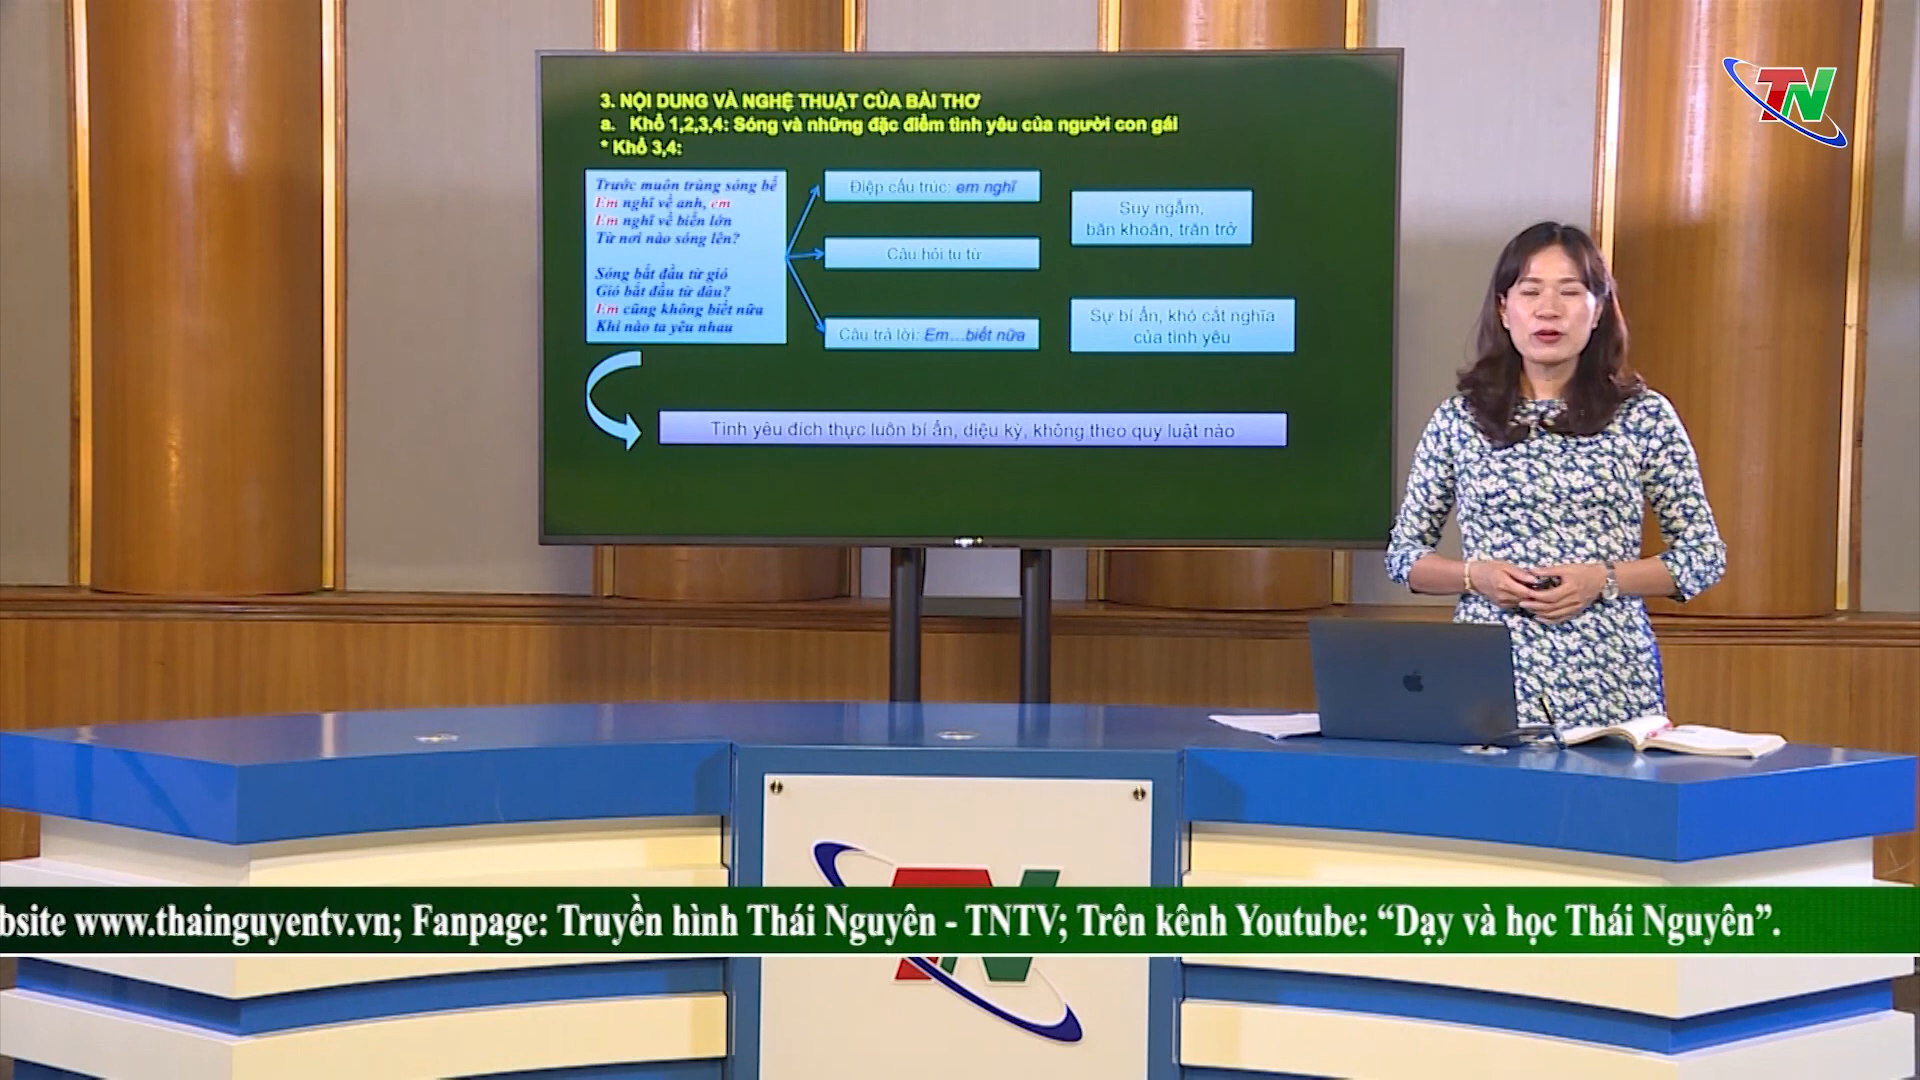 TN
3. NỘI DUNG VÀ NGHỆ THUẬT CỦA BÀI THƠ
a. Khổ 1,2,3,4: Sóng và những đặc điểm tình yêu của người con gái
* Khổ 3,4:
Trước muôn trùng sóng bể
Em nghĩ về anh, em
Em nghĩ về biển lớn
Từ nơi nào sóng lên?
Sóng bắt đầu từ gió
Gió bắt đầu từ đâu?
Em cũng không biết nữa
Khi nào ta yêu nhau
Điệp cấu trúc: em nghĩ
Câu hỏi tu từ
Câu trả lời: Em...biết nữa
Suy ngẫm,
băn khoăn, trăn trở
Sự bí ẩn, khó cắt nghĩa
của tình yêu
Tình yêu đích thực luôn bí ẩn, diệu kỳ, không theo quy luật nào
TN
bsite www.thainguyentv.vn; Fanpage: Truyền hình Thái Nguyên - TNTV; Trên kênh Youtube: “Dạy và học Thái Nguyên”.